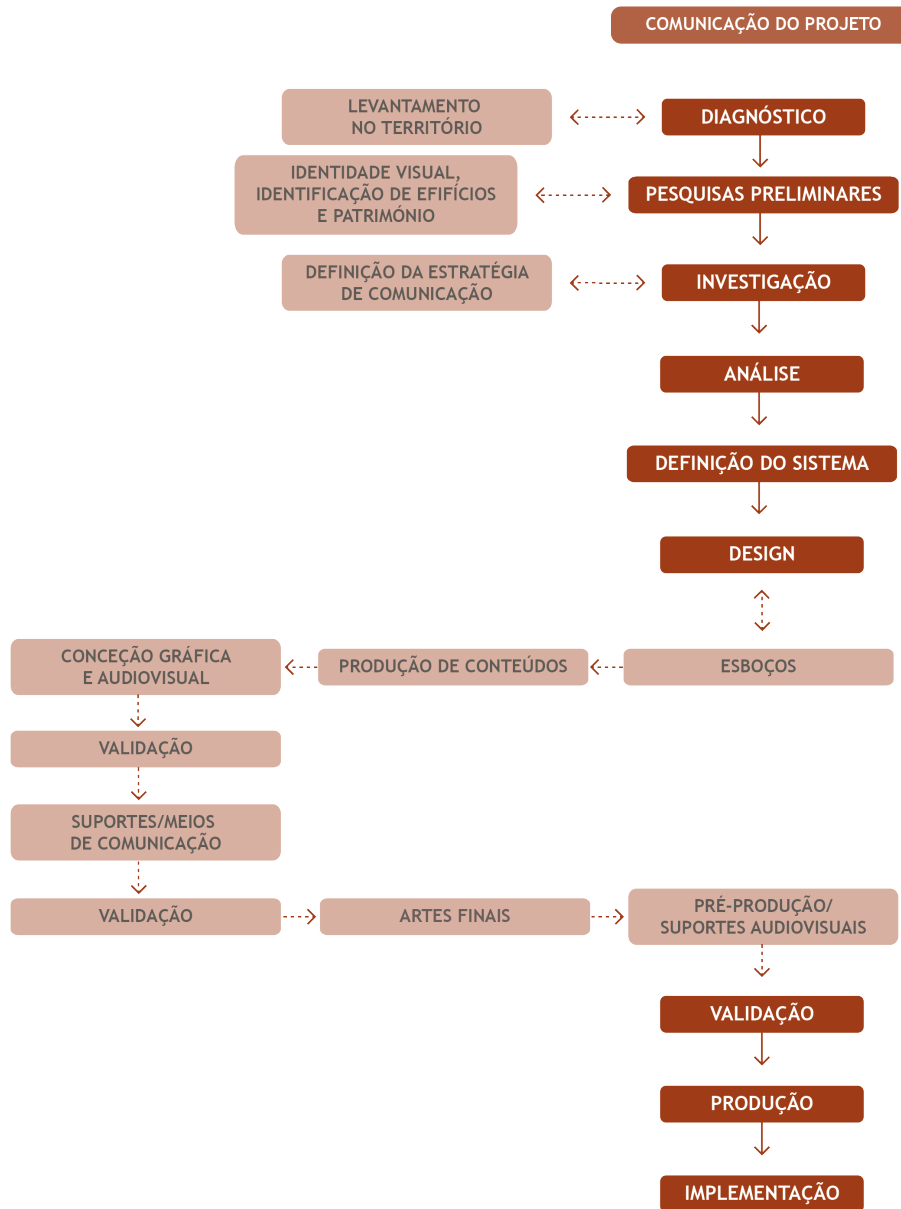 COMUNICAÇÃO DO PROJETO
LEVANTAMENTO
NO TERRITÓRIO
DIAGNÓSTICO
IDENTIDADE VISUAL,
IDENTIFICAÇÃO DE EFIFÍCIOS
E PATRIMÓNIO
PESQUISAS PRELIMINARES
DEFINIÇÃO DA ESTRATÉGIA
DE COMUNICAÇÃO
INVESTIGAÇÃO
ANÁLISE
DEFINIÇÃO DO SISTEMA
DESIGN
ESBOÇOS
PRODUÇÃO DE CONTEÚDOS
CONCEÇÃO GRÁFICA
E AUDIOVISUAL
VALIDAÇÃO
SUPORTES/MEIOS
DE COMUNICAÇÃO
VALIDAÇÃO
ARTES FINAIS
PRÉ-PRODUÇÃO/
SUPORTES AUDIOVISUAIS
VALIDAÇÃO
PRODUÇÃO
IMPLEMENTAÇÃO